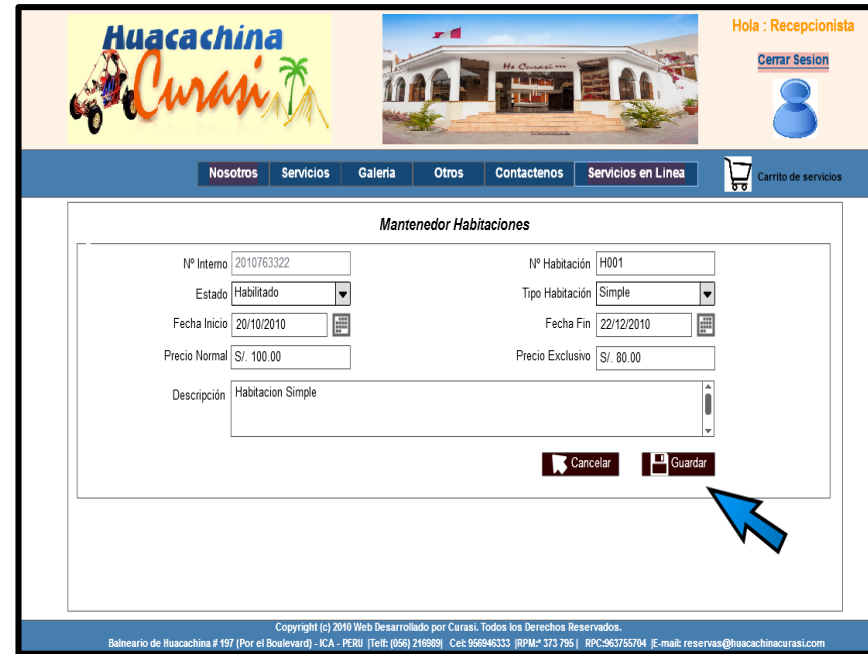 Huacachina
Curasi
Ho Curasi ***
Hola : Recepcionista
Cerrar Sesion
Nosotros Servicios Galeria Otros Contactenos Servicios en Linea
Carrito de servicios
Mantenedor Habitaciones
Nº Interno 2010763322 Nº Habitación H001
Estado Habilitado Tipo Habitación Simple
Fecha Inicio 20/10/2010 Fecha Fin 22/12/2010
Precio Normal S/. 100.00 Precio Exclusivo S/. 80.00
Descripción Habitacion Simple
Cancelar Guardar
Copyright (c) 2010 Web Desarrollado por Curasi. Todos los Derechos Reservados.
Balneario de Huacachina # 197 (Por el Boulevard) - ICA - PERU |Telf: (056) 216989| Cel: 956946333 |RPM:* 373 795 | RPC:963755704 |E-mail: reservas@huacachinacurasi.com